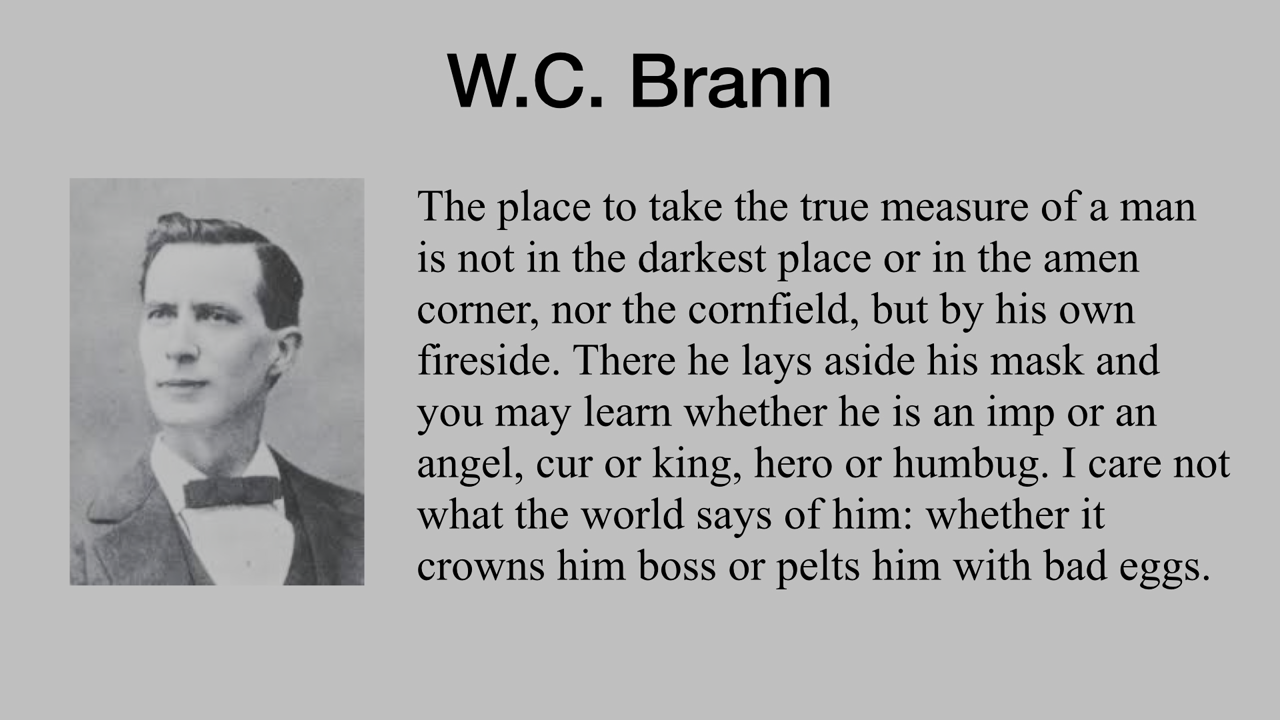 W.C. Brann
The place to take the true measure of a man
is not in the darkest place or in the amen
corner, nor the cornfield, but by his own
fireside. There he lays aside his mask and
you may learn whether he is an imp or an
angel, cur or king, hero or humbug. I care not
what the world says of him: whether it
crowns him boss or pelts him with bad eggs.